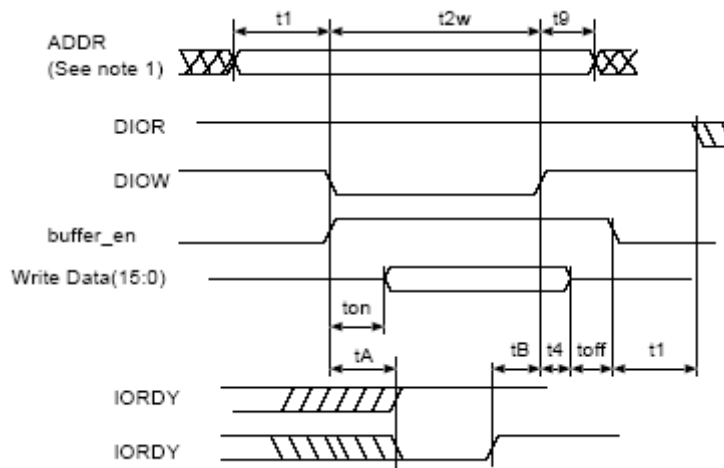 t1 t2w t9
ADDR
(See note 1)
DIOR
DIOW
buffer_en
Write Data(15:0)
ton
tA tB t4 toff t1
IORDY
IORDY